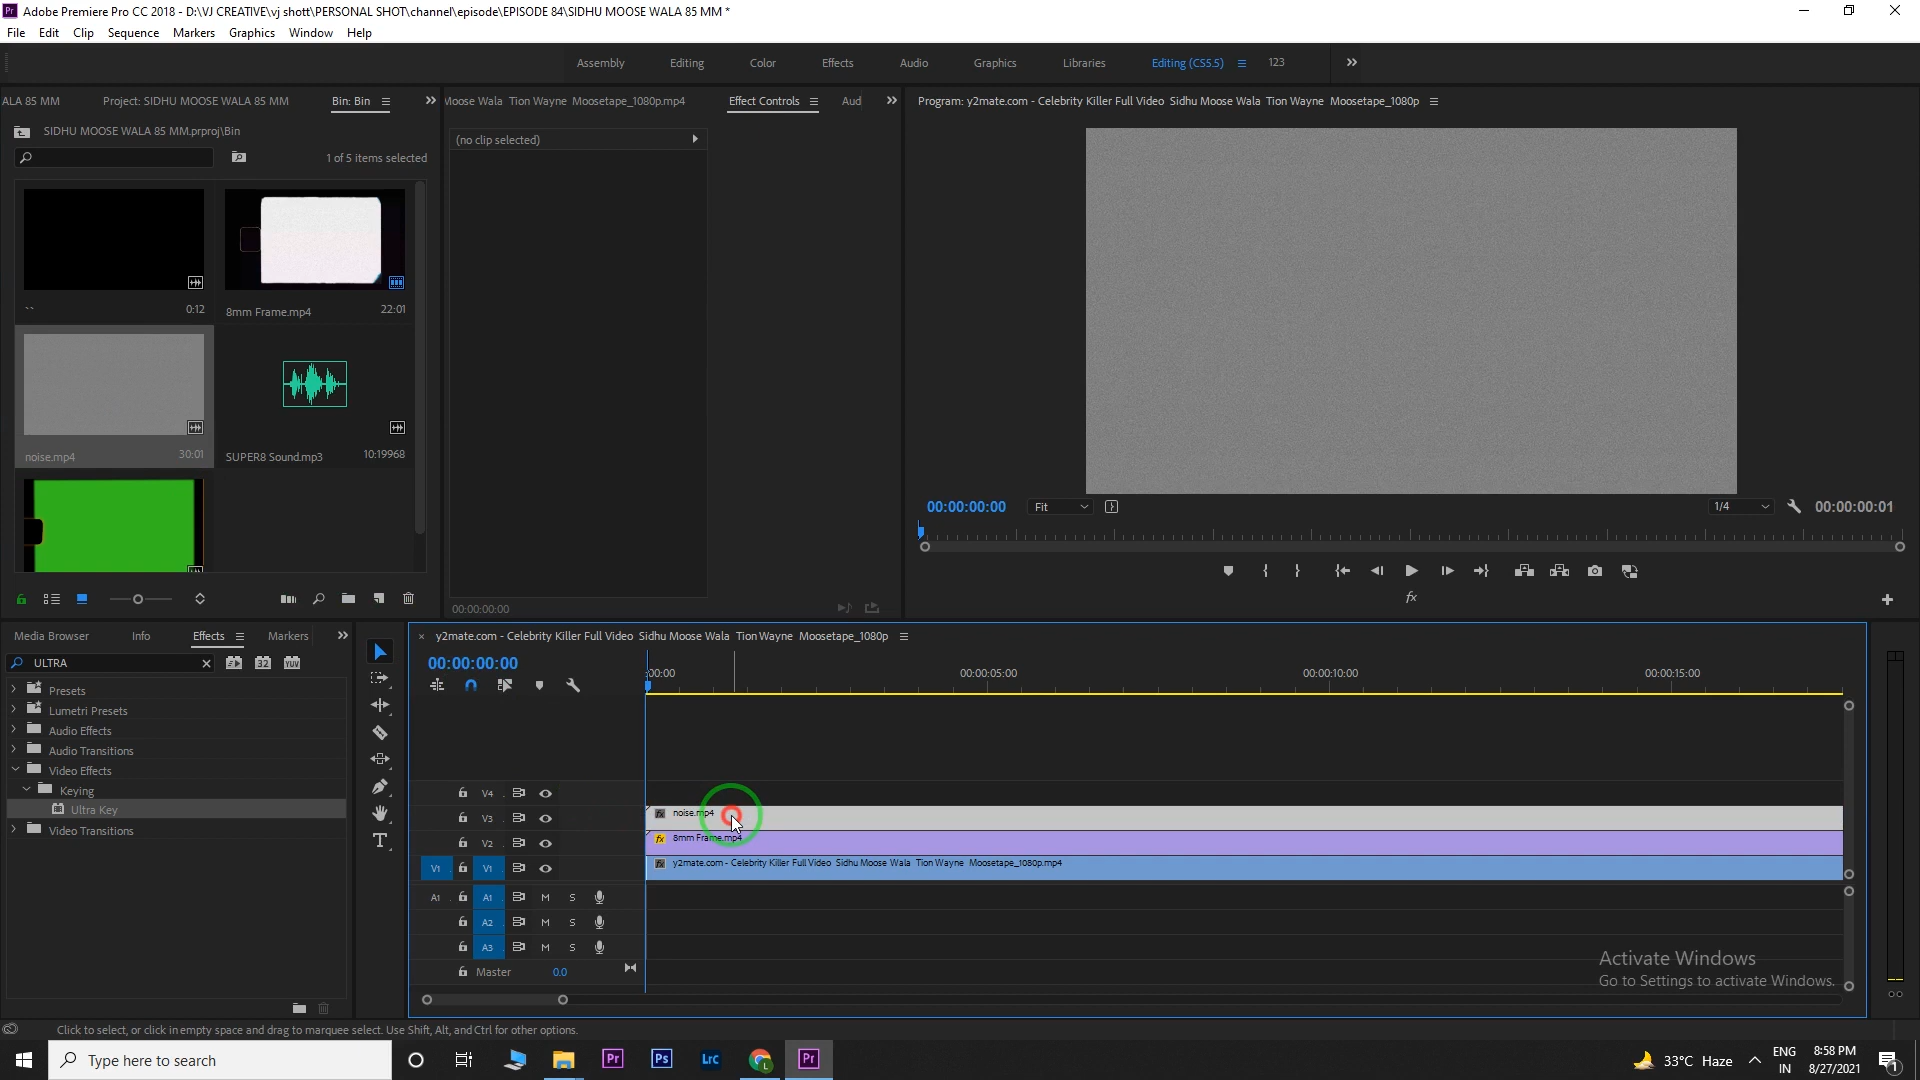 Adobe Premiere Pro CC 2018 - D:\VJ CREATIVE\vj shott\PERSONAL SHOT\channel\episode\EPISODE 84\SIDHU MOOSE WALA 85 MM *
File Edit Clip Sequence Markers Graphics Window Help
Assembly Editing Color Effects Audio Graphics Libraries Editing (CS5.5) 123
ALA 85 MM Project: SIDHU MOOSE WALA 85 MM Bin: Bin
Moose Wala Tion Wayne Moosetape_1080p.mp4 Effect Controls Aud
Program: y2mate.com - Celebrity Killer Full Video Sidhu Moose Wala Tion Wayne Moosetape_1080p
SIDHU MOOSE WALA 85 MM.prproj\Bin
1 of 5 items selected
(no clip selected)
`` 0:12
8mm Frame.mp4 22:01
noise.mp4 30:01
SUPER8 Sound.mp3 10:19968
00:00:00:00
00:00:00:00 Fit 1/4 00:00:00:01
Media Browser Info Effects Markers
ULTRA
32 YUV
Presets
Lumetri Presets
Audio Effects
Audio Transitions
Video Effects
Keying
Ultra Key
Video Transitions
y2mate.com - Celebrity Killer Full Video Sidhu Moose Wala Tion Wayne Moosetape_1080p
00:00:00:00
:00:00 00:00:05:00 00:00:10:00 00:00:15:00
V4
V3 fx noise.mp4
V2 fx 8mm Frame.mp4
V1 V1 fx y2mate.com - Celebrity Killer Full Video Sidhu Moose Wala Tion Wayne Moosetape_1080p.mp4
A1 A1 M S
A2 M S
A3 M S
Master 0.0
Activate Windows
Go to Settings to activate Windows.
Click to select, or click in empty space and drag to marquee select. Use Shift, Alt, and Ctrl for other options.
Type here to search
Pr Ps Lrc L Pr
33°C Haze
ENG IN
8:58 PM
8/27/2021
1